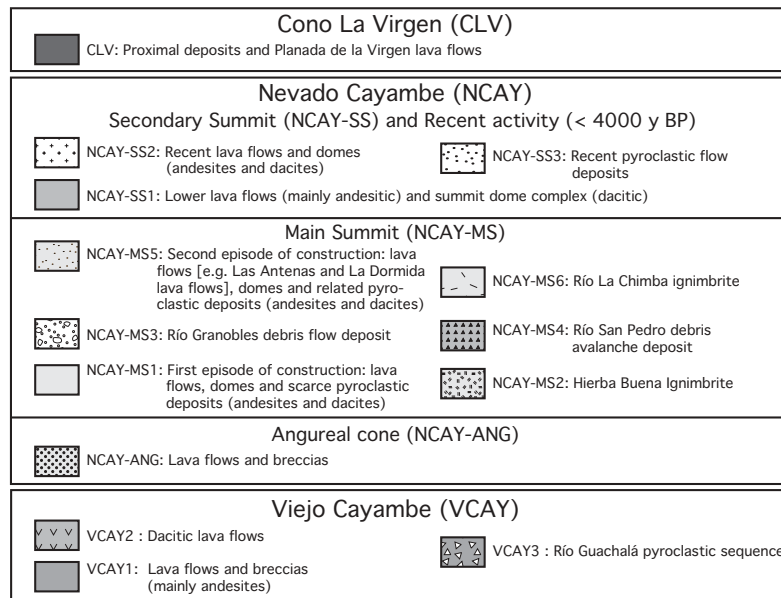 Cono La Virgen (CLV)
CLV: Proximal deposits and Planada de la Virgen lava flows
Nevado Cayambe (NCAY)
Secondary Summit (NCAY-SS) and Recent activity (< 4000 y BP)
NCAY-SS2: Recent lava flows and domes
(andesites and dacites)
NCAY-SS3: Recent pyroclastic flow
deposits
NCAY-SS1: Lower lava flows (mainly andesitic) and summit dome complex (dacitic)
Main Summit (NCAY-MS)
NCAY-MS5: Second episode of construction: lava
flows [e.g. Las Antenas and La Dormida
lava flows], domes and related pyro-
clastic deposits (andesites and dacites)
NCAY-MS6: Río La Chimba ignimbrite
NCAY-MS3: Río Granobles debris flow deposit
NCAY-MS4: Río San Pedro debris
avalanche deposit
NCAY-MS1: First episode of construction: lava
flows, domes and scarce pyroclastic
deposits (andesites and dacites)
NCAY-MS2: Hierba Buena Ignimbrite
Angureal cone (NCAY-ANG)
NCAY-ANG: Lava flows and breccias
Viejo Cayambe (VCAY)
VCAY2 : Dacitic lava flows
VCAY3 : Río Guachalá pyroclastic sequence
VCAY1: Lava flows and breccias
(mainly andesites)